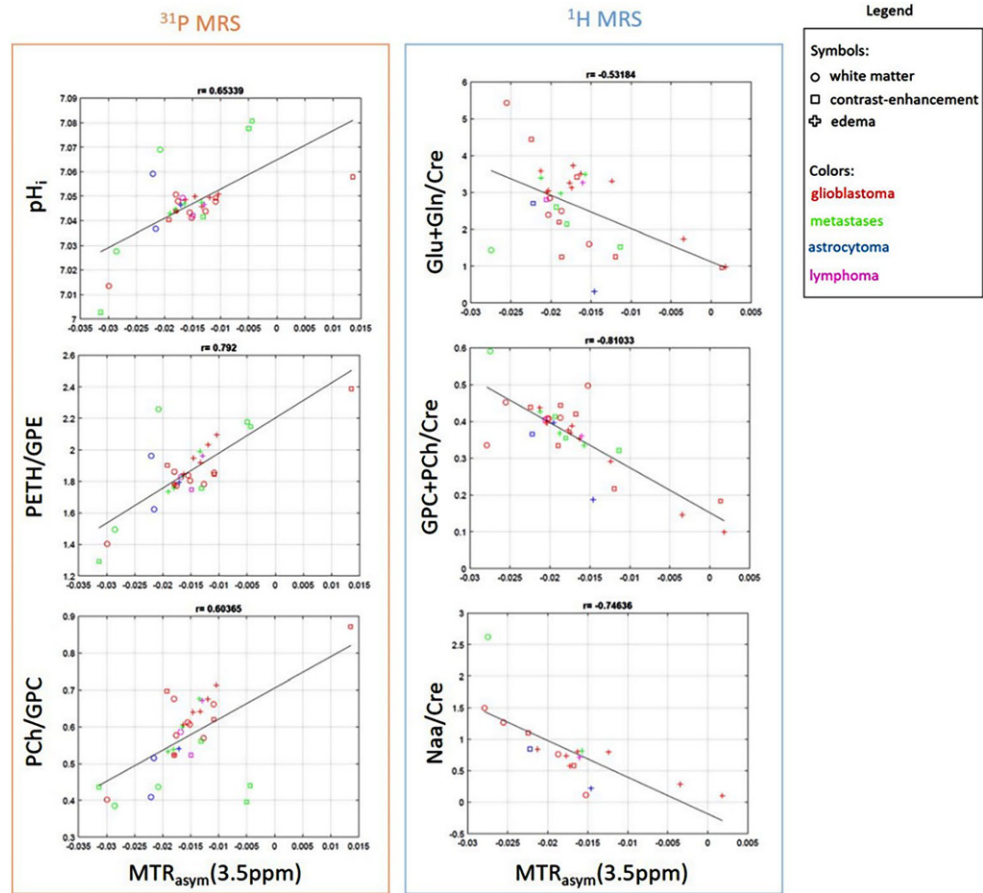 31P MRS
1H MRS
Legend
Symbols:
white matter
contrast-enhancement
edema
Colors:
glioblastoma
metastases
astrocytoma
lymphoma
r= 0.65339
7.09
7.08
7.07
7.06
7.05
7.04
7.03
7.02
7.01
7
pHi
-0.035 -0.03 -0.025 -0.02 -0.015 -0.01 -0.005 0 0.005 0.01 0.015
r= -0.53184
6
5
4
3
2
1
0
Glu+Gln/Cre
-0.03 -0.025 -0.02 -0.015 -0.01 -0.005 0 0.005
r= 0.792
2.6
2.4
2.2
2
1.8
1.6
1.4
1.2
PETH/GPE
-0.035 -0.03 -0.025 -0.02 -0.015 -0.01 -0.005 0 0.005 0.01 0.015
r= -0.81033
0.6
0.5
0.4
0.3
0.2
0.1
0
GPC+PCh/Cre
-0.03 -0.025 -0.02 -0.015 -0.01 -0.005 0 0.005
r= 0.60365
0.9
0.8
0.7
0.6
0.5
0.4
0.3
PCh/GPC
-0.035 -0.03 -0.025 -0.02 -0.015 -0.01 -0.005 0 0.005 0.01 0.015
MTRasym(3.5ppm)
r= -0.74636
3
2.5
2
1.5
1
0.5
0
-0.5
Naa/Cre
-0.03 -0.025 -0.02 -0.015 -0.01 -0.005 0 0.005
MTRasym(3.5ppm)